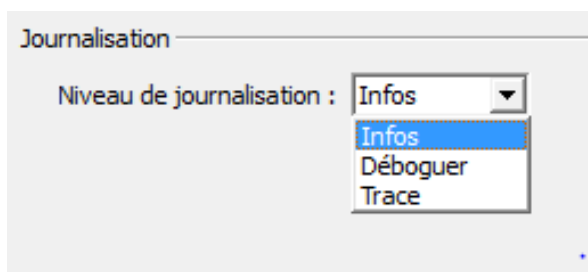 Journalisation
Niveau de journalisation : Infos
Infos
Déboguer
Trace